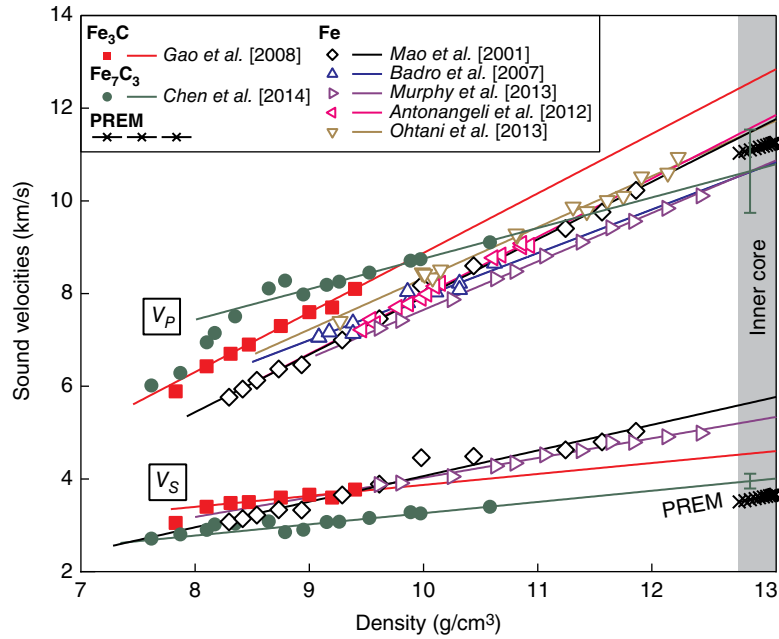 Fe₃C
Gao et al. [2008]
Fe₇C₃
Chen et al. [2014]
PREM
Fe
Mao et al. [2001]
Badro et al. [2007]
Murphy et al. [2013]
Antonangeli et al. [2012]
Ohtani et al. [2013]
14
12
10
8
6
4
2
Sound velocities (km/s)
V_P
V_S
Inner core
PREM
7
8
9
10
11
12
13
Density (g/cm³)